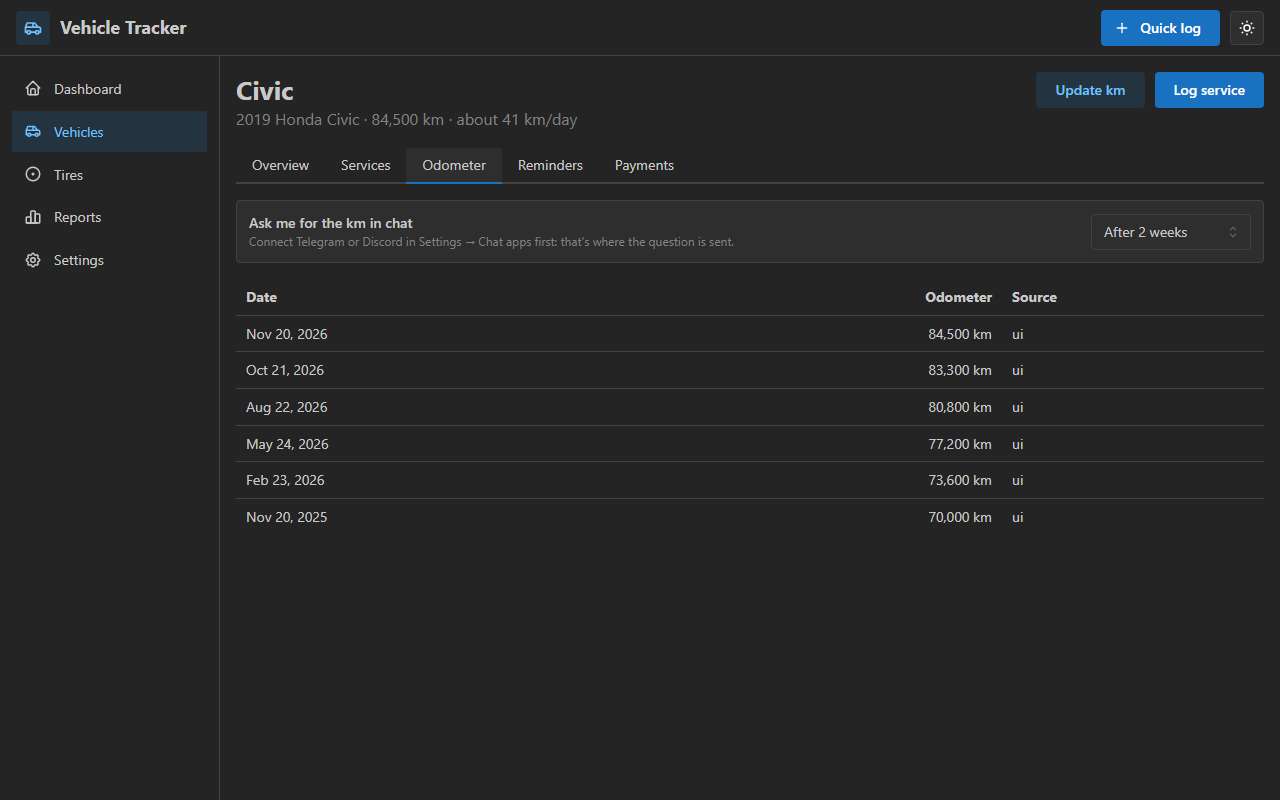 Vehicle Tracker
Quick log
Dashboard
Vehicles
Tires
Reports
Settings
Civic
2019 Honda Civic · 84,500 km · about 41 km/day
Update km
Log service
Overview Services Odometer Reminders Payments
Ask me for the km in chat
Connect Telegram or Discord in Settings → Chat apps first: that's where the question is sent.
After 2 weeks
Date Odometer Source
Nov 20, 2026 84,500 km ui
Oct 21, 2026 83,300 km ui
Aug 22, 2026 80,800 km ui
May 24, 2026 77,200 km ui
Feb 23, 2026 73,600 km ui
Nov 20, 2025 70,000 km ui